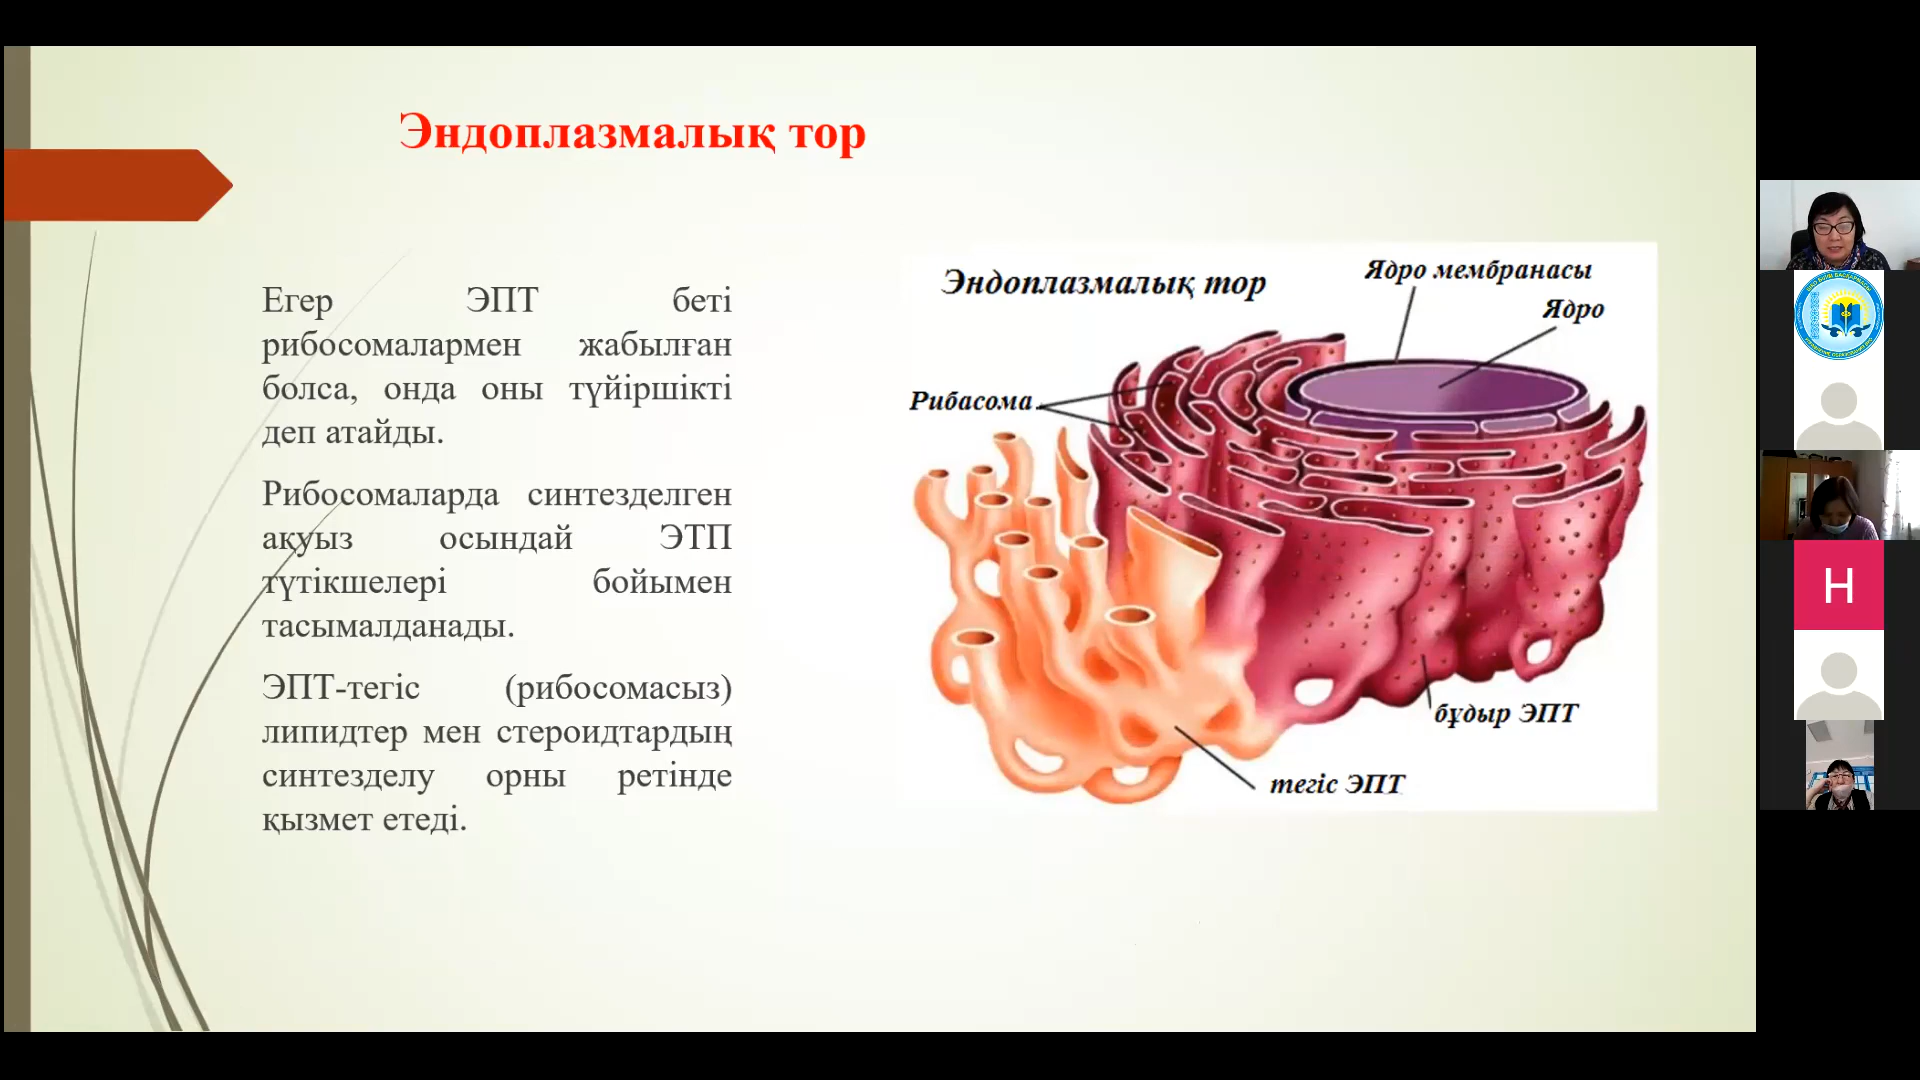 Эндоплазмалық тор
Егер ЭПТ беті
рибосомалармен жабылған
болса, онда оны түйіршікті
деп атайды.
Рибосомаларда синтезделген
ақуыз осындай ЭТП
түтікшелері бойымен
тасымалданады.
ЭПТ-тегіс (рибосомасыз)
липидтер мен стероидтардың
синтезделу орны ретінде
қызмет етеді.
Эндоплазмалық тор
Ядро мембранасы
Ядро
Рибасома
бұдыр ЭПТ
тегіс ЭПТ
Н